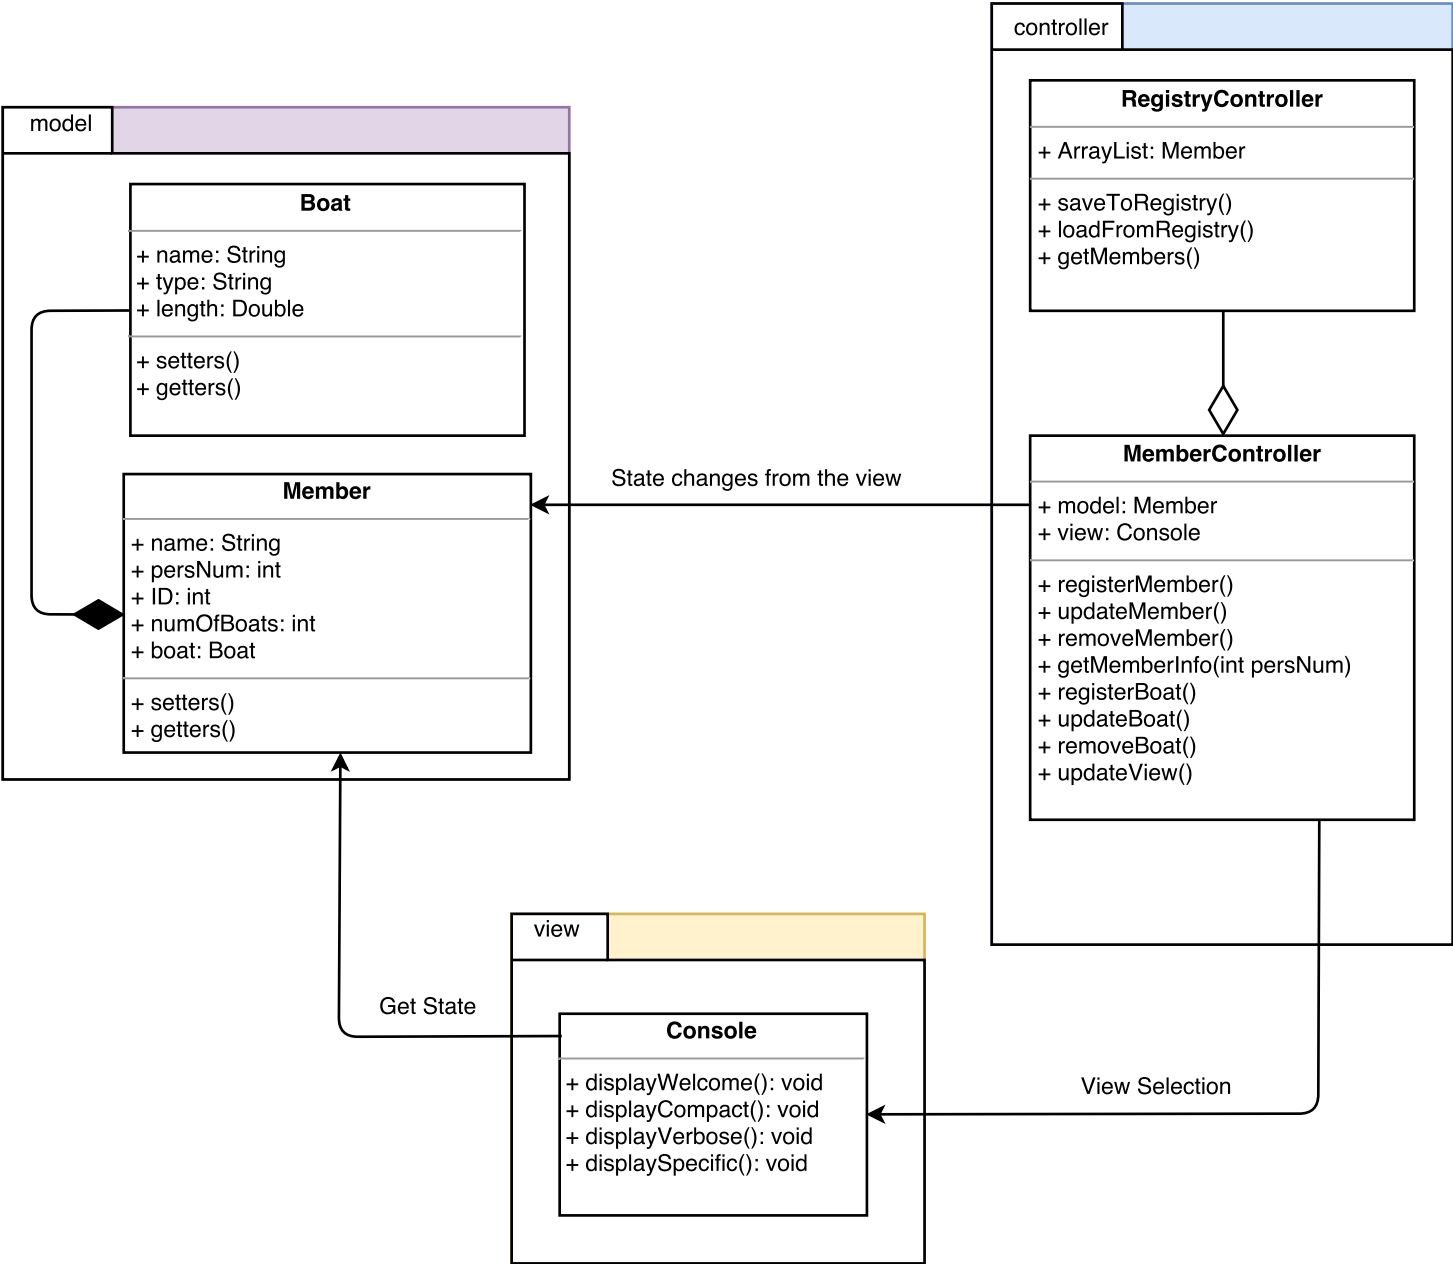 controller
RegistryController
+ ArrayList: Member
+ saveToRegistry()
+ loadFromRegistry()
+ getMembers()
model
Boat
+ name: String
+ type: String
+ length: Double
+ setters()
+ getters()
State changes from the view
MemberController
+ model: Member
+ view: Console
+ registerMember()
+ updateMember()
+ removeMember()
+ getMemberInfo(int persNum)
+ registerBoat()
+ updateBoat()
+ removeBoat()
+ updateView()
Member
+ name: String
+ persNum: int
+ ID: int
+ numOfBoats: int
+ boat: Boat
+ setters()
+ getters()
view
Get State
Console
+ displayWelcome(): void
+ displayCompact(): void
+ displayVerbose(): void
+ displaySpecific(): void
View Selection